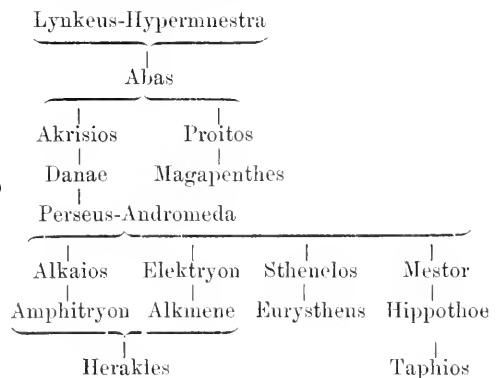 Lynkeus-Hypermnestra
Abas
Akrisios Proitos
Danae Magapenthes
Perseus-Andromeda
Alkaios Elektryon Sthenelos Mestor
Amphitryon Alkmene Eurystheus Hippothoe
Herakles Taphios